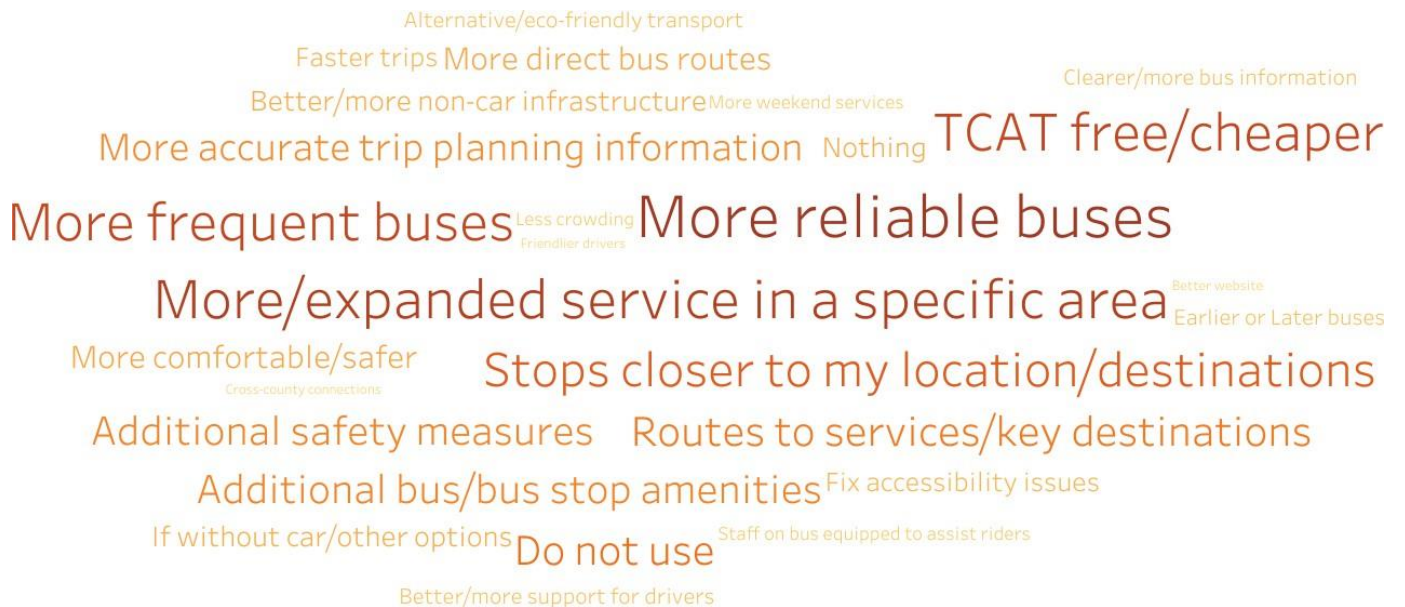 Alternative/eco-friendly transport
Faster trips More direct bus routes
Clearer/more bus information
Better/more non-car infrastructure More weekend services
TCAT free/cheaper
More accurate trip planning information Nothing
More frequent buses Less crowding More reliable buses
Friendlier drivers
More/expanded service in a specific area Better website
Earlier or Later buses
More comfortable/safer
Stops closer to my location/destinations
Cross-county connections
Additional safety measures Routes to services/key destinations
Additional bus/bus stop amenities Fix accessibility issues
If without car/other options Do not use Staff on bus equipped to assist riders
Better/more support for drivers